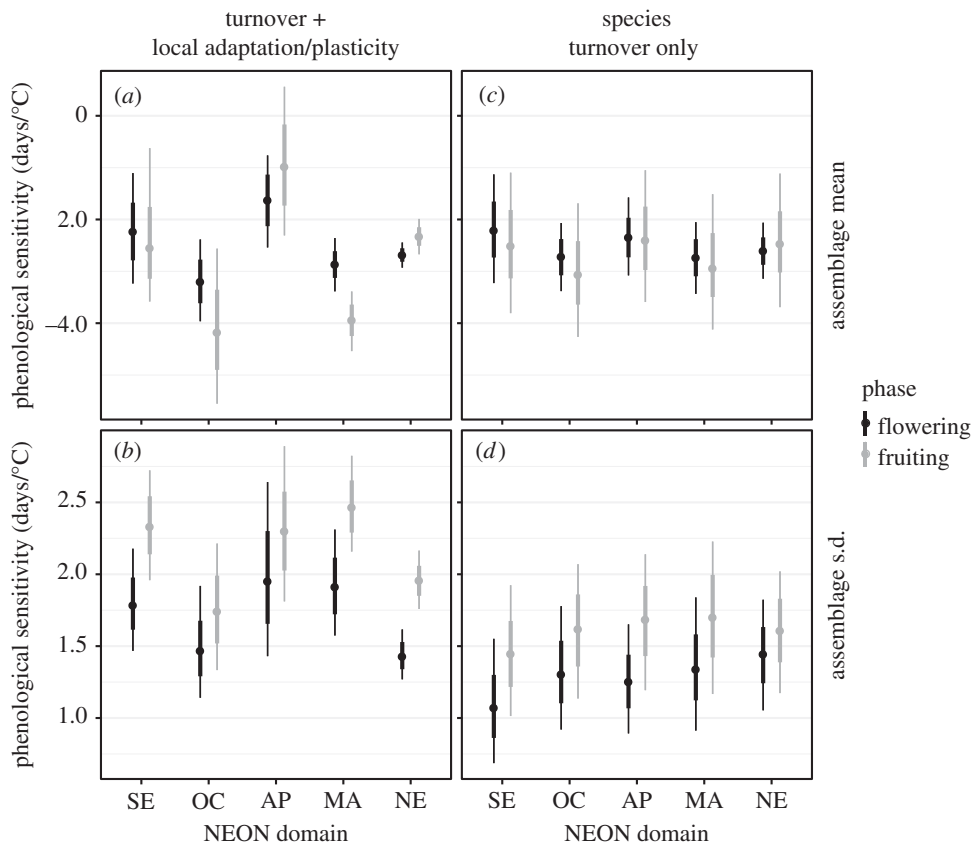 turnover +
local adaptation/plasticity
species
turnover only
(a)
(c)
phenological sensitivity (days/°C)
0
2.0
–4.0
assemblage mean
phase
flowering
fruiting
(b)
(d)
phenological sensitivity (days/°C)
2.5
2.0
1.5
1.0
assemblage s.d.
SE OC AP MA NE
SE OC AP MA NE
NEON domain
NEON domain